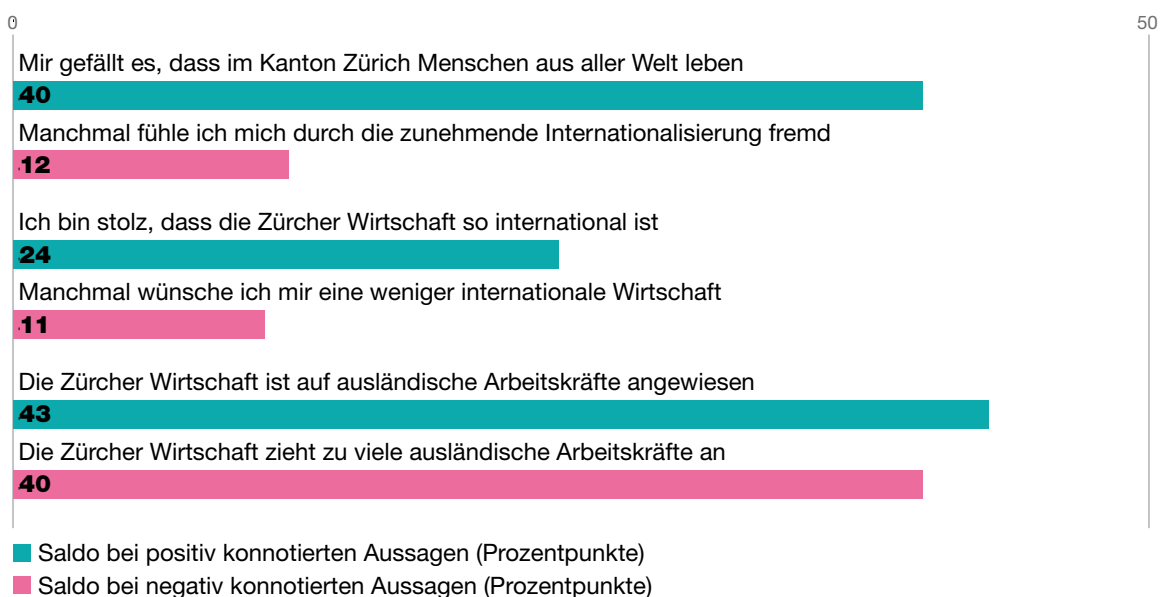 0
50
Mir gefällt es, dass im Kanton Zürich Menschen aus aller Welt leben
40
Manchmal fühle ich mich durch die zunehmende Internationalisierung fremd
12
Ich bin stolz, dass die Zürcher Wirtschaft so international ist
24
Manchmal wünsche ich mir eine weniger internationale Wirtschaft
11
Die Zürcher Wirtschaft ist auf ausländische Arbeitskräfte angewiesen
43
Die Zürcher Wirtschaft zieht zu viele ausländische Arbeitskräfte an
40
Saldo bei positiv konnotierten Aussagen (Prozentpunkte)
Saldo bei negativ konnotierten Aussagen (Prozentpunkte)